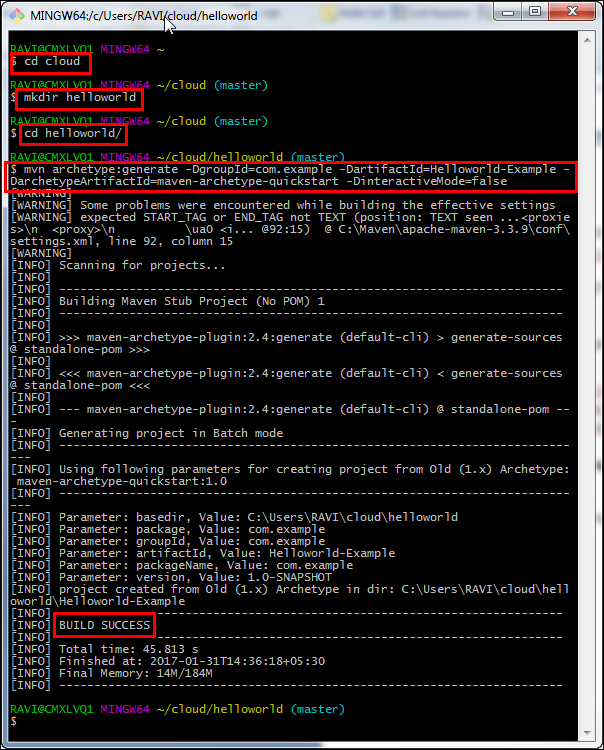 MINGW64:/c/Users/RAVI/cloud/helloworld
RAVI@CMXLVQ1 MINGW64 ~
$ cd cloud
RAVI@CMXLVQ1 MINGW64 ~/cloud (master)
$ mkdir helloworld
RAVI@CMXLVQ1 MINGW64 ~/cloud (master)
$ cd helloworld/
RAVI@CMXLVQ1 MINGW64 ~/cloud/helloworld (master)
$ mvn archetype:generate -DgroupId=com.example -DartifactId=Helloworld-Example -
DarchetypeArtifactId=maven-archetype-quickstart -DinteractiveMode=false
[WARNING]
[WARNING] Some problems were encountered while building the effective settings
[WARNING] expected START_TAG or END_TAG not TEXT (position: TEXT seen ...<proxie
s>\n  <proxy>\n          \ua0 <i... @92:15)  @ C:\Maven\apache-maven-3.3.9\conf\
settings.xml, line 92, column 15
[WARNING]
[INFO] Scanning for projects...
[INFO]
[INFO] ------------------------------------------------------------------------
[INFO] Building Maven Stub Project (No POM) 1
[INFO] ------------------------------------------------------------------------
[INFO]
[INFO] >>> maven-archetype-plugin:2.4:generate (default-cli) > generate-sources
@ standalone-pom >>>
[INFO]
[INFO] <<< maven-archetype-plugin:2.4:generate (default-cli) < generate-sources
@ standalone-pom <<<
[INFO]
[INFO] --- maven-archetype-plugin:2.4:generate (default-cli) @ standalone-pom --
-
[INFO] Generating project in Batch mode
[INFO] -------------------------------------------------------------------------
---
[INFO] Using following parameters for creating project from Old (1.x) Archetype:
 maven-archetype-quickstart:1.0
[INFO] -------------------------------------------------------------------------
---
[INFO] Parameter: basedir, Value: C:\Users\RAVI\cloud\helloworld
[INFO] Parameter: package, Value: com.example
[INFO] Parameter: groupId, Value: com.example
[INFO] Parameter: artifactId, Value: Helloworld-Example
[INFO] Parameter: packageName, Value: com.example
[INFO] Parameter: version, Value: 1.0-SNAPSHOT
[INFO] project created from Old (1.x) Archetype in dir: C:\Users\RAVI\cloud\hell
oworld\Helloworld-Example
[INFO] ------------------------------------------------------------------------
[INFO] BUILD SUCCESS
[INFO] ------------------------------------------------------------------------
[INFO] Total time: 45.813 s
[INFO] Finished at: 2017-01-31T14:36:18+05:30
[INFO] Final Memory: 14M/184M
[INFO] ------------------------------------------------------------------------
RAVI@CMXLVQ1 MINGW64 ~/cloud/helloworld (master)
$